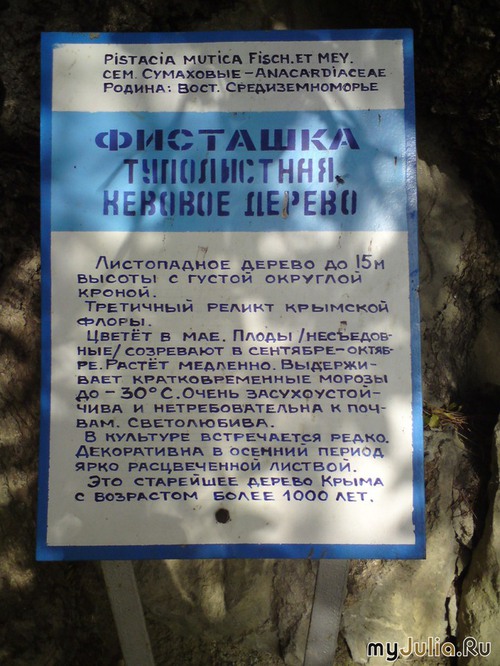 Pistacia mutica Fisch. et Mey.
сем. Сумаховые – Anacardiaceae
Родина: Вост. Средиземноморье
ФИСТАШКА
ТУПОЛИСТНАЯ,
КЕВОВОЕ ДЕРЕВО
Листопадное дерево до 15м
высоты с густой округлой
кроной.
Третичный реликт крымской
флоры.
Цветёт в мае. Плоды /несъедоб-
ные/ созревают в сентябре-октяб-
ре. Растёт медленно. Выдержи-
вает кратковременные морозы
до –30°С. Очень засухоустой-
чива и нетребовательна к поч-
вам. Светолюбива.
В культуре встречается редко.
Декоративна в осенний период
ярко расцвеченной листвой.
Это старейшее дерево Крыма
с возрастом более 1000 лет.
myJulia.Ru